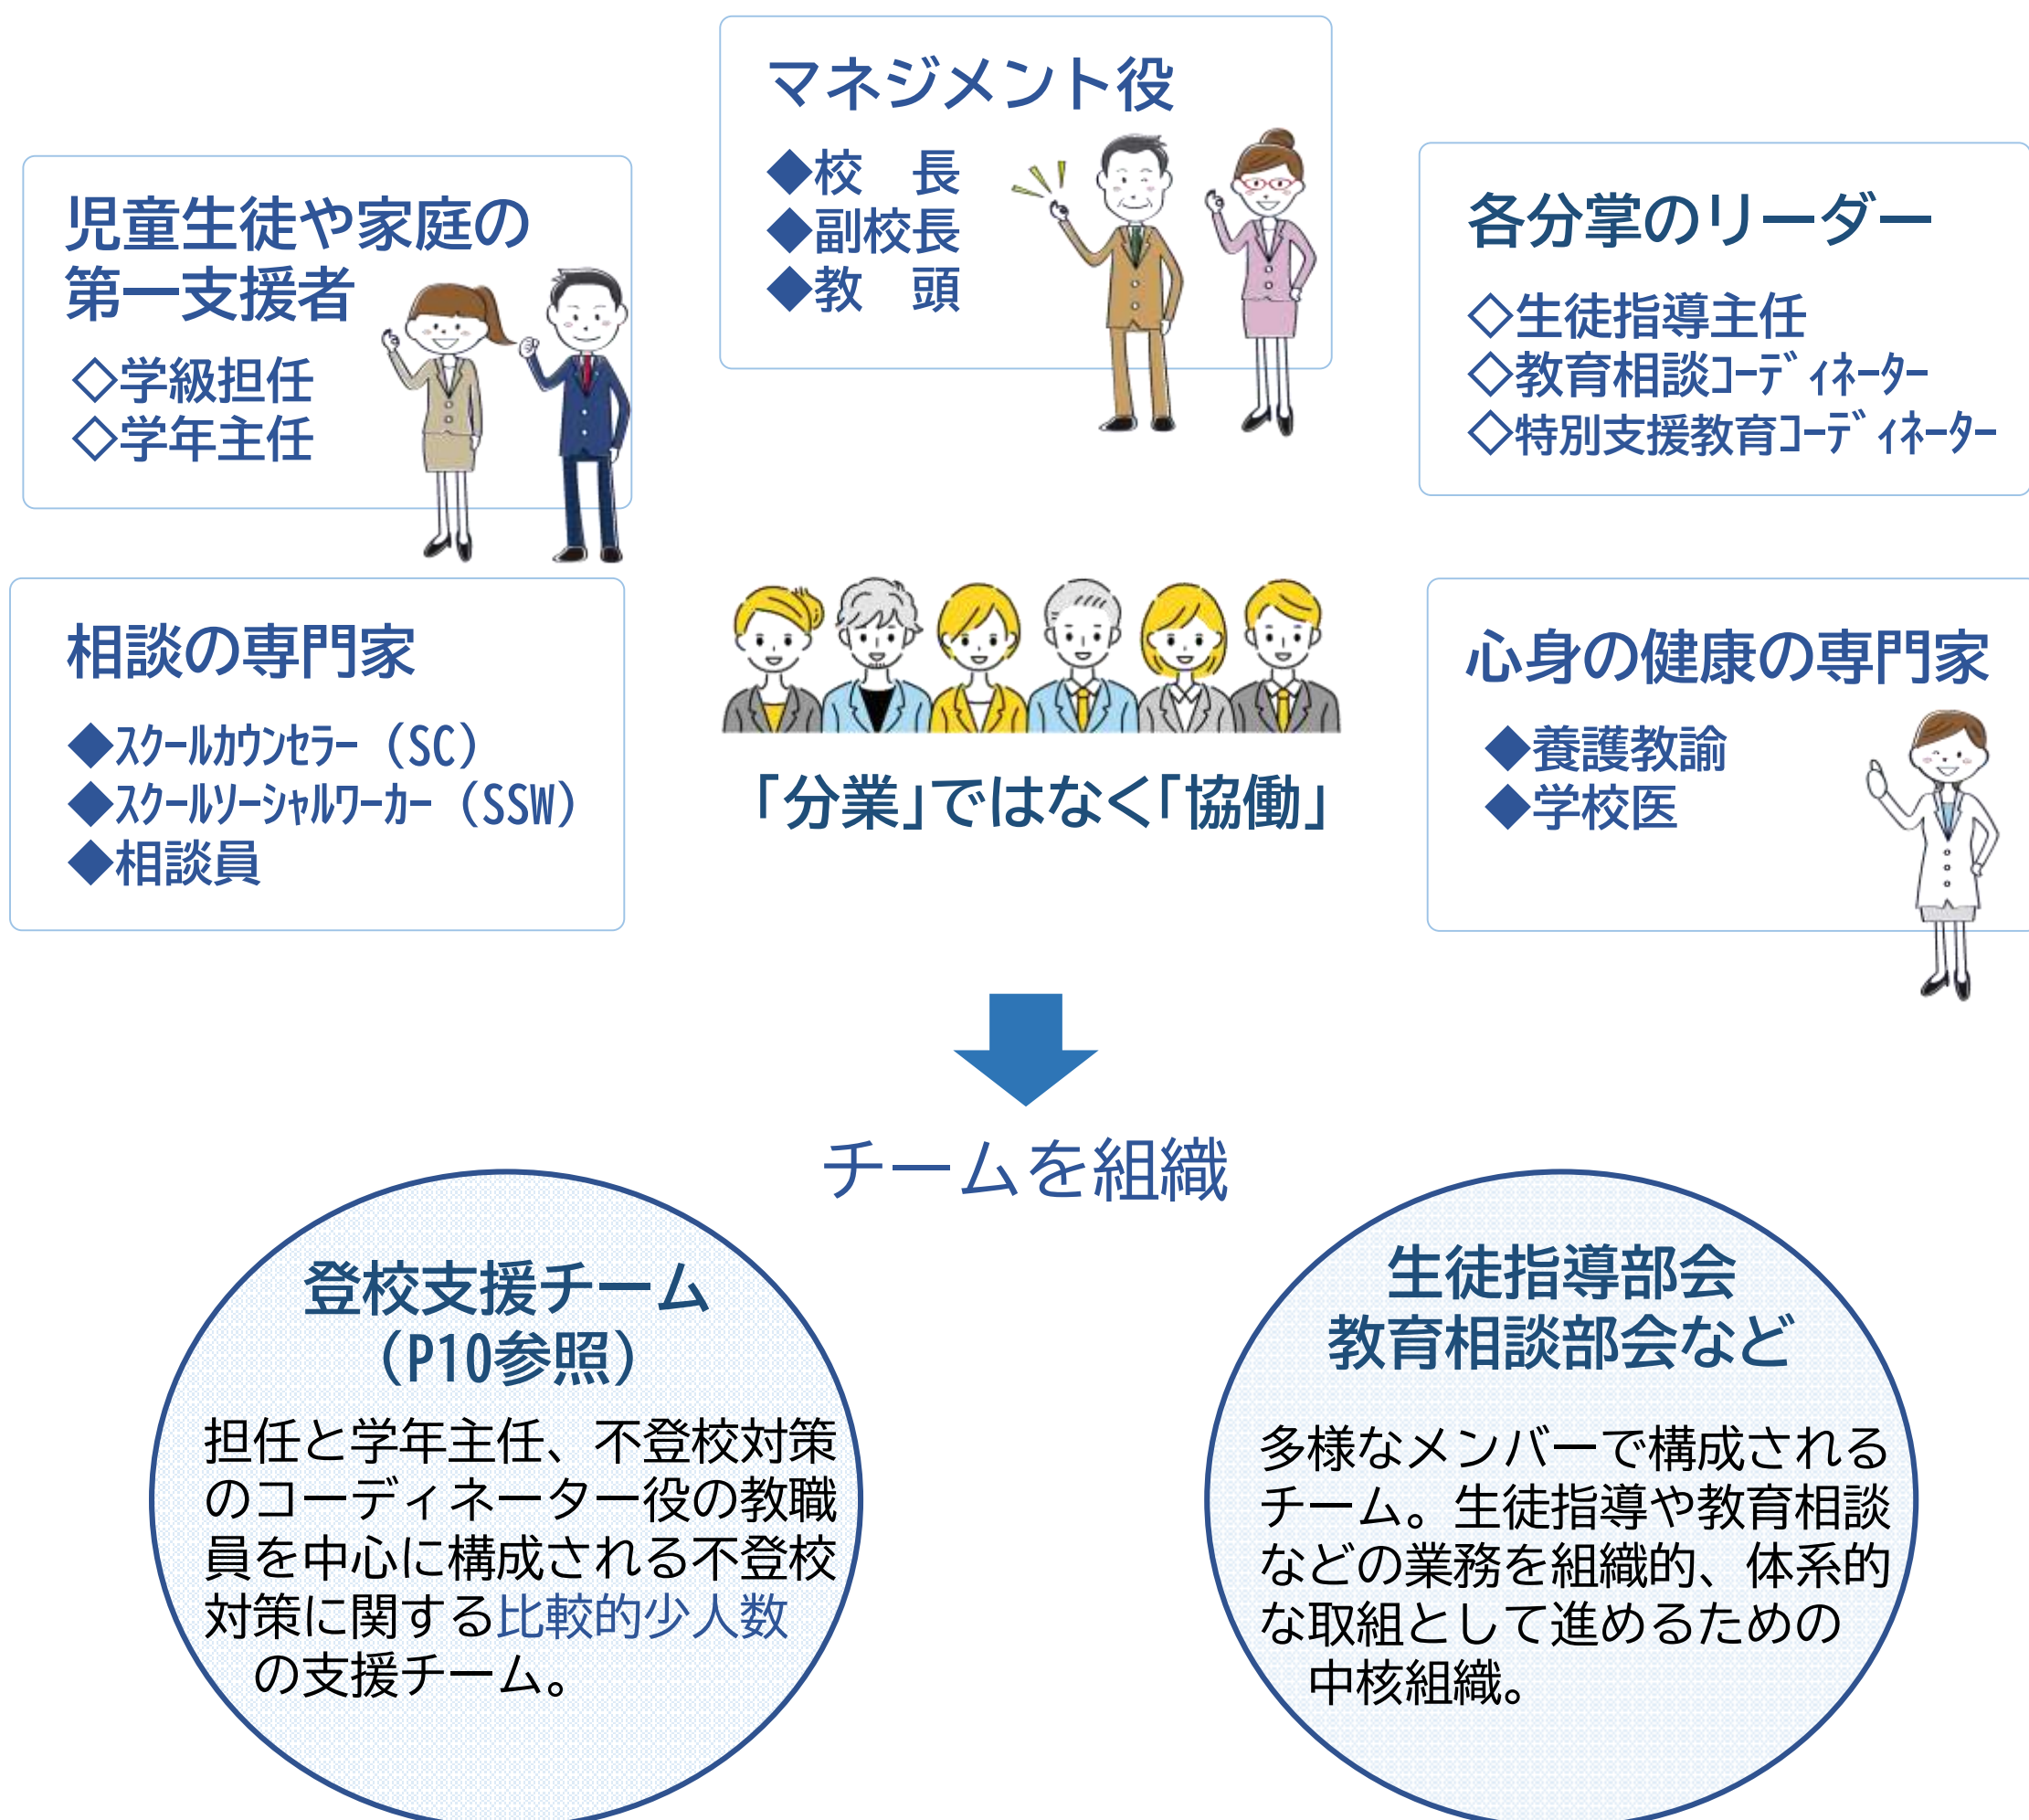 マネジメント役
◆校　長
◆副校長
◆教　頭
児童生徒や家庭の
第一支援者
◇学級担任
◇学年主任
各分掌のリーダー
◇生徒指導主任
◇教育相談ｺｰﾃﾞｨﾈｰﾀｰ
◇特別支援教育ｺｰﾃﾞｨﾈｰﾀｰ
相談の専門家
◆ｽｸｰﾙｶｳﾝｾﾗｰ（SC）
◆ｽｸｰﾙｿｰｼｬﾙﾜｰｶｰ（SSW）
◆相談員
「分業」ではなく「協働」
心身の健康の専門家
◆養護教諭
◆学校医
チームを組織
登校支援チーム
（P10参照）
担任と学年主任、不登校対策
のコーディネーター役の教職
員を中心に構成される不登校
対策に関する比較的少人数
の支援チーム。
生徒指導部会
教育相談部会など
多様なメンバーで構成される
チーム。生徒指導や教育相談
などの業務を組織的、体系的
な取組として進めるための
中核組織。